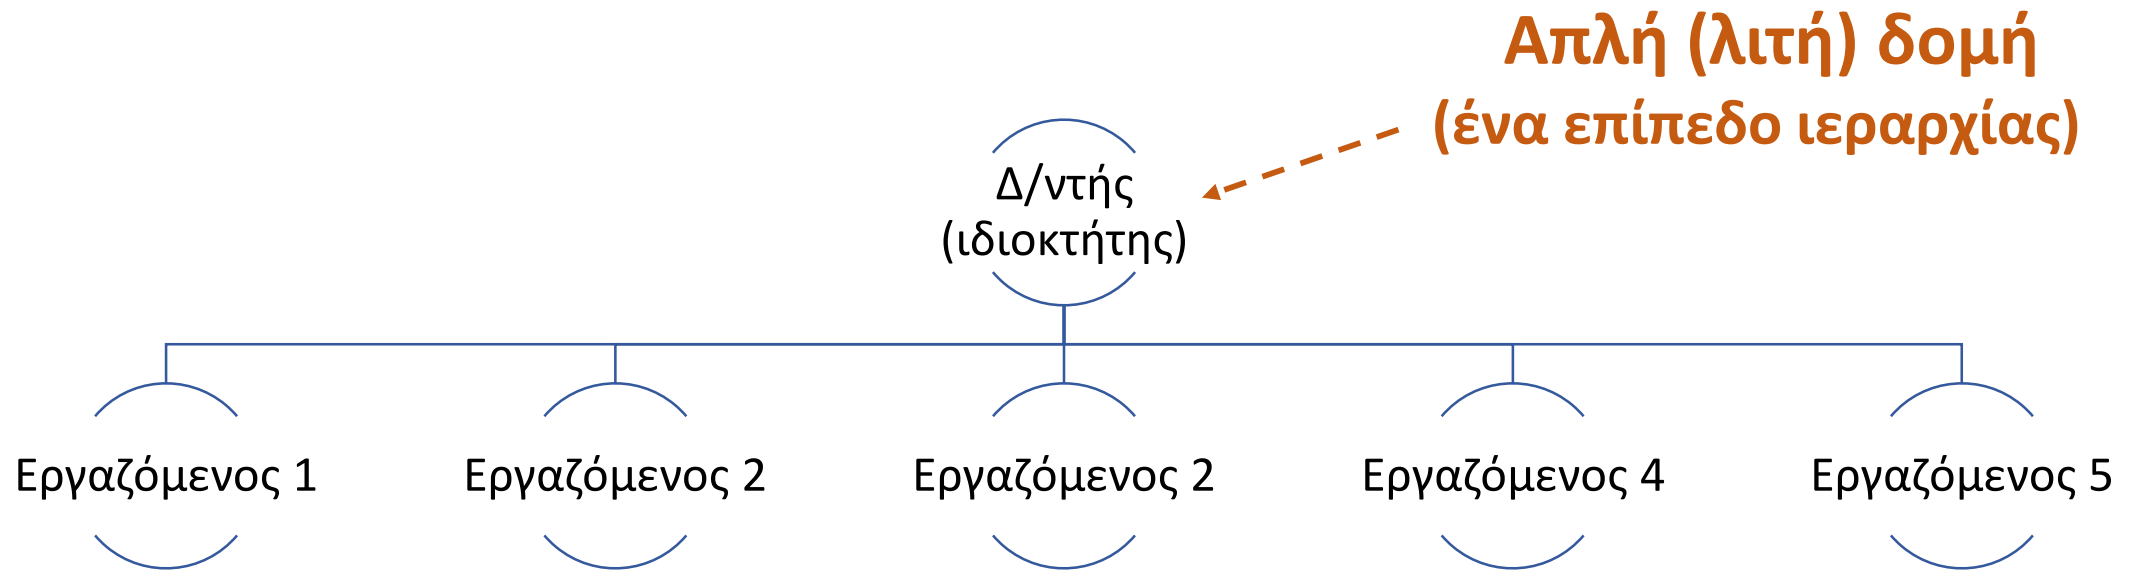 Απλή (λιτή) δομή
(ένα επίπεδο ιεραρχίας)
Δ/ντής
(ιδιοκτήτης)
Εργαζόμενος 1
Εργαζόμενος 2
Εργαζόμενος 2
Εργαζόμενος 4
Εργαζόμενος 5